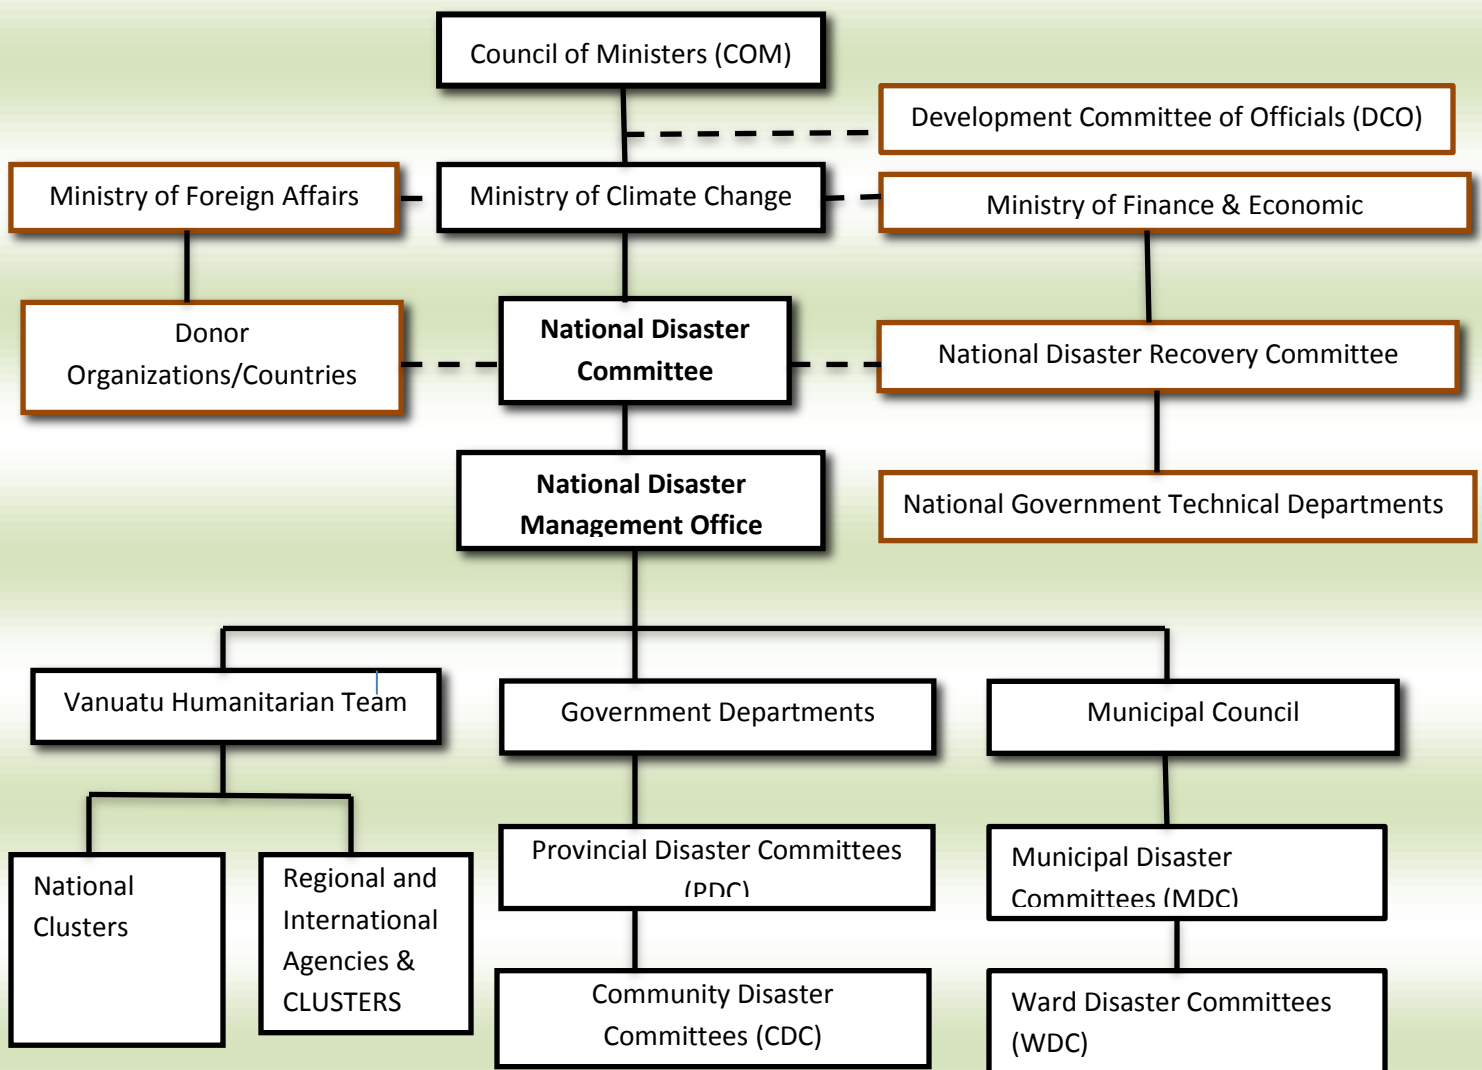 Council of Ministers (COM)
Development Committee of Officials (DCO)
Ministry of Foreign Affairs
Ministry of Climate Change
Ministry of Finance & Economic
Donor
Organizations/Countries
National Disaster
Committee
National Disaster Recovery Committee
National Disaster
Management Office
National Government Technical Departments
Vanuatu Humanitarian Team
Government Departments
Municipal Council
National
Clusters
Regional and
International
Agencies &
CLUSTERS
Provincial Disaster Committees
(PDC)
Municipal Disaster
Committees (MDC)
Community Disaster
Committees (CDC)
Ward Disaster Committees
(WDC)